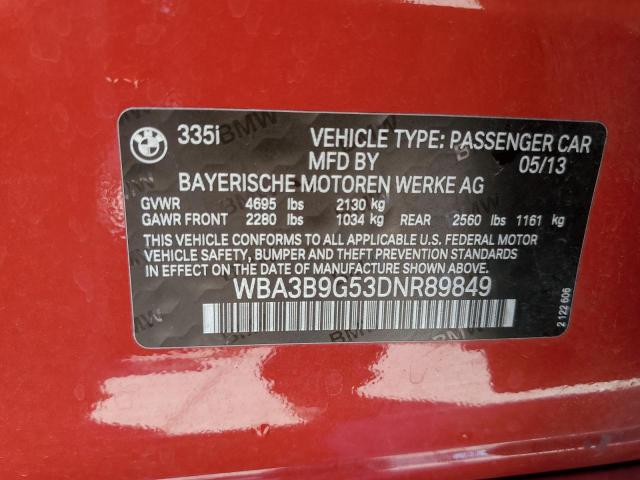 335i VEHICLE TYPE: PASSENGER CAR
MFD BY 05/13
BAYERISCHE MOTOREN WERKE AG
GVWR 4695 lbs 2130 kg
GAWR FRONT 2280 lbs 1034 kg REAR 2560 lbs 1161 kg
THIS VEHICLE CONFORMS TO ALL APPLICABLE U.S. FEDERAL MOTOR
VEHICLE SAFETY, BUMPER AND THEFT PREVENTION STANDARDS
IN EFFECT ON THE DATE OF MANUFACTURE SHOWN ABOVE.
WBA3B9G53DNR89849
2 122 606
BMW
BMW
BMW